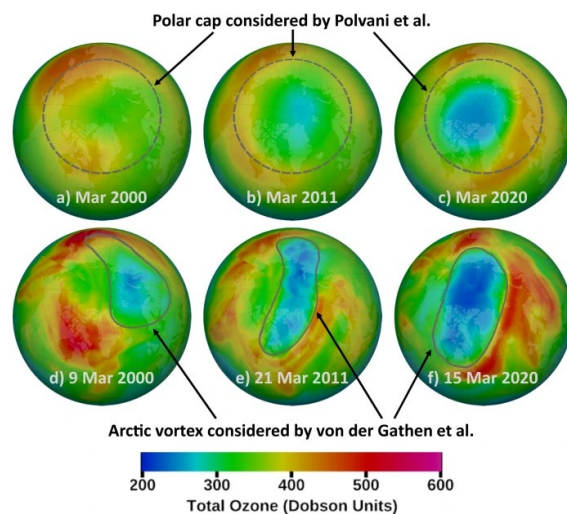 Polar cap considered by Polvani et al.
a) Mar 2000
b) Mar 2011
c) Mar 2020
d) 9 Mar 2000
e) 21 Mar 2011
f) 15 Mar 2020
Arctic vortex considered by von der Gathen et al.
200 300 400 500 600
Total Ozone (Dobson Units)